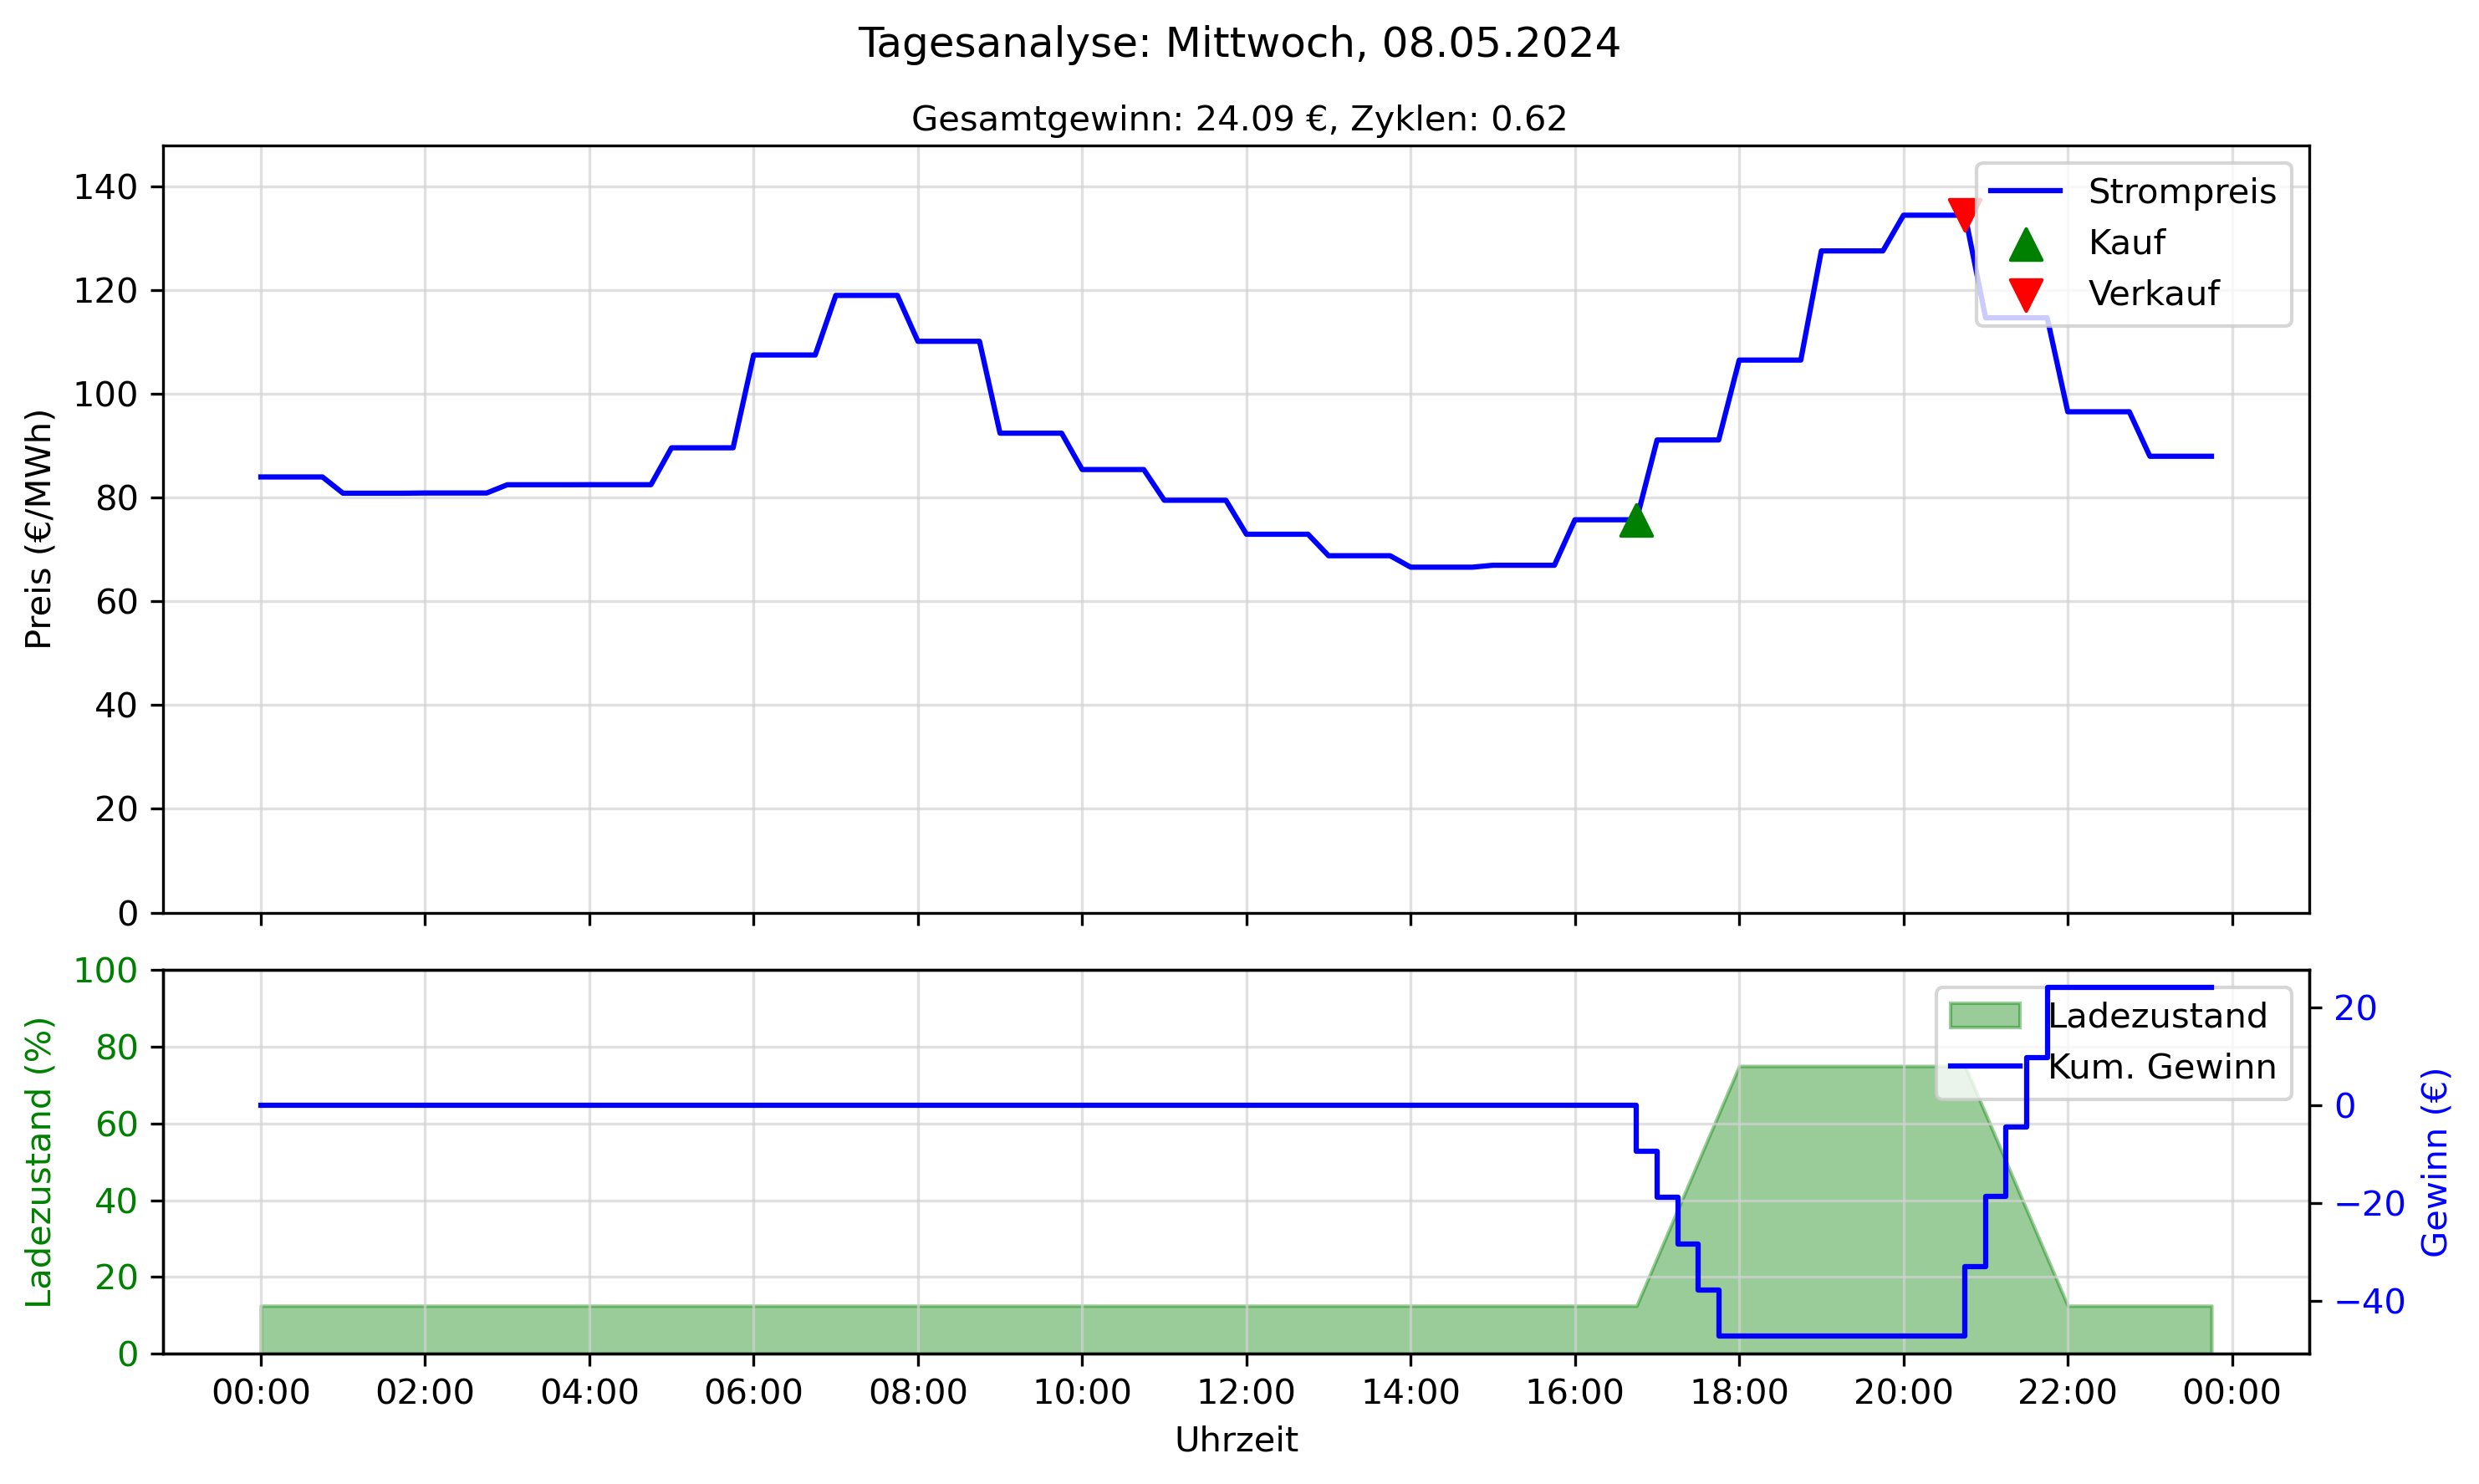 Tagesanalyse: Mittwoch, 08.05.2024
Gesamtgewinn: 24.09 €, Zyklen: 0.62
Preis (€/MWh)
140
120
100
80
60
40
20
0
Strompreis
Kauf
Verkauf
Ladezustand (%)
100
80
60
40
20
0
Ladezustand
Kum. Gewinn
20
0
−20
−40
Gewinn (€)
00:00 02:00 04:00 06:00 08:00 10:00 12:00 14:00 16:00 18:00 20:00 22:00 00:00
Uhrzeit